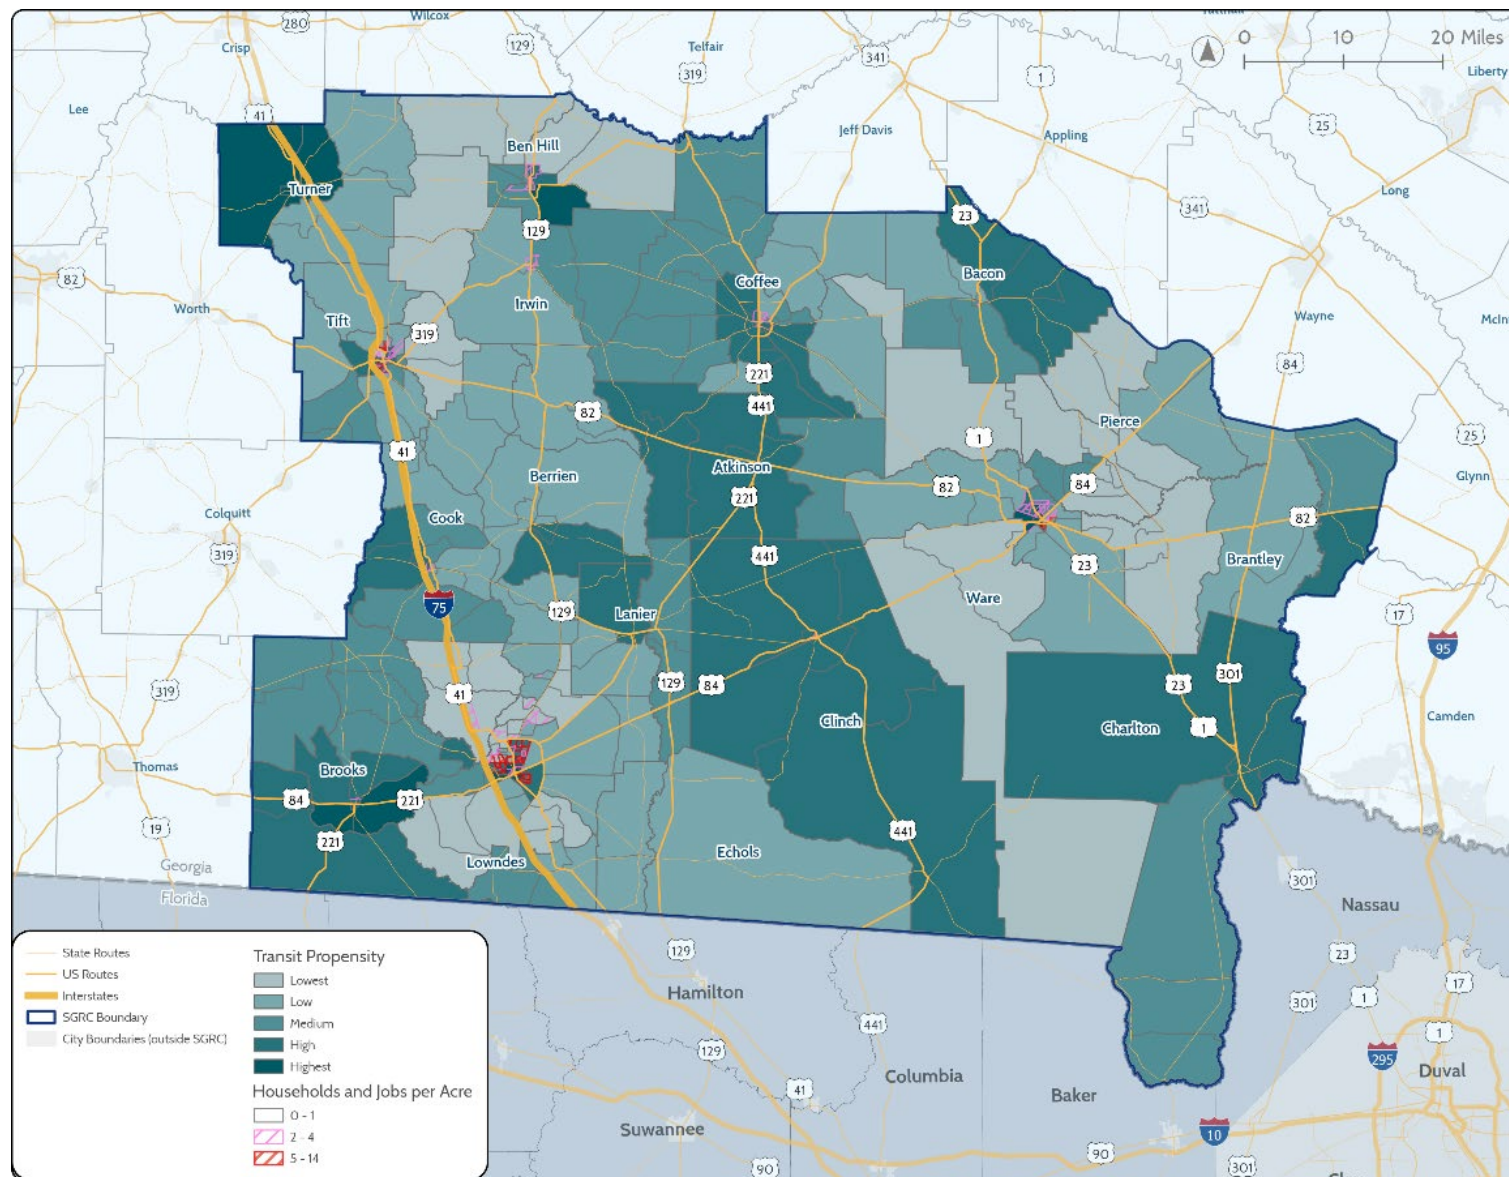 Wilcox
280
Crisp
129
Telfair
319
341
1
0 10 20 Miles
Liberty
Lee
41
Jeff Davis
Appling
25
Ben Hill
Turner
Long
341
23
129
82
Coffee
Bacon
Worth
Irwin
Tift
319
Wayne
84
221
82
441
Pierce
1
25
41
Atkinson
Glynn
Berrien
82
84
221
Colquitt
Cook
82
319
441
Brantley
23
75
Ware
129
Lanier
17
95
301
41
129
84
23
319
Camden
Clinch
Charlton
1
Thomas
Brooks
84
221
19
221
441
Echols
Georgia
Lowndes
Florida
301
Nassau
129
23
Hamilton
17
301
1
441
1
129
295
Columbia
Duval
41
Baker
Suwannee
10
90
90
301
State Routes
US Routes
Interstates
SGRC Boundary
City Boundaries (outside SGRC)
Transit Propensity
Lowest
Low
Medium
High
Highest
Households and Jobs per Acre
0 - 1
2 - 4
5 - 14